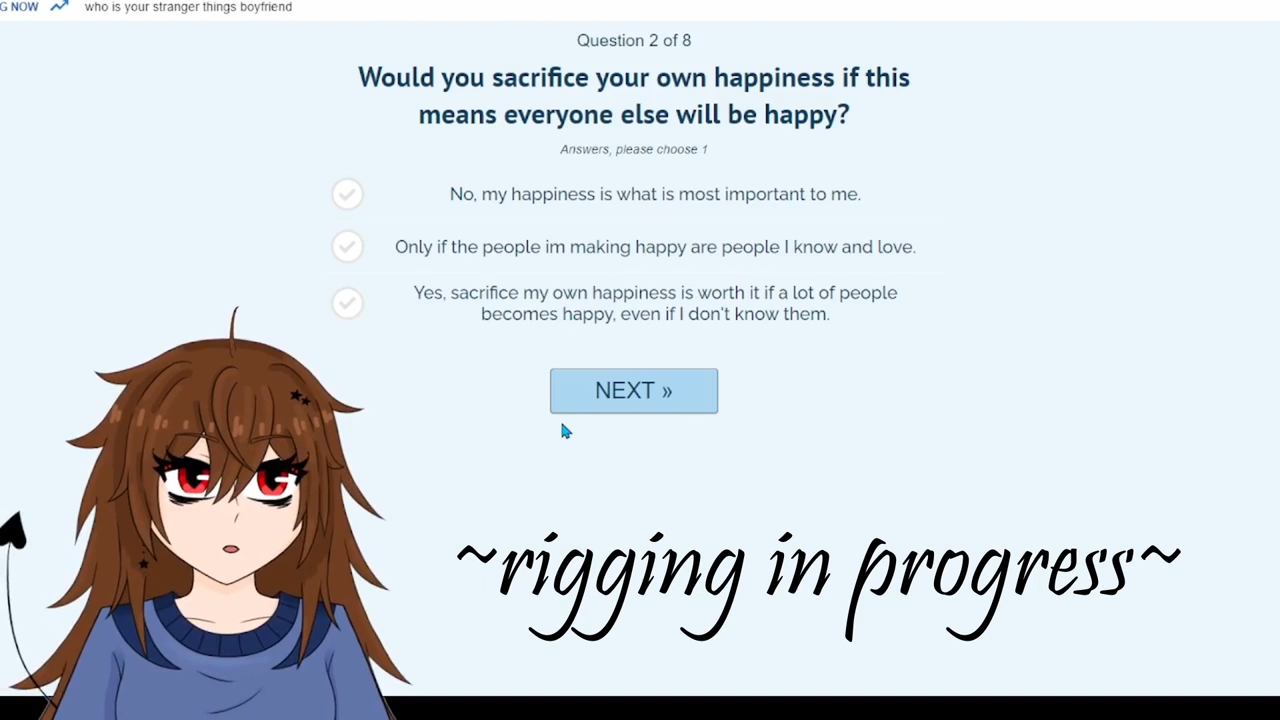 G NOW who is your stranger things boyfriend
Question 2 of 8
Would you sacrifice your own happiness if this
means everyone else will be happy?
Answers, please choose 1
No, my happiness is what is most important to me.
Only if the people im making happy are people I know and love.
Yes, sacrifice my own happiness is worth it if a lot of people
becomes happy, even if I don't know them.
NEXT »
~rigging in progress~